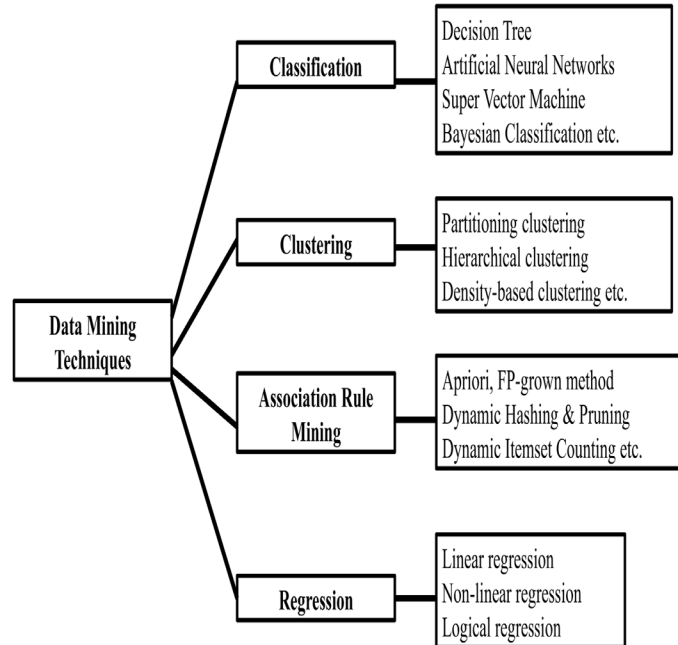 Data Mining
Techniques
Classification
Decision Tree
Artificial Neural Networks
Super Vector Machine
Bayesian Classification etc.
Clustering
Partitioning clustering
Hierarchical clustering
Density-based clustering etc.
Association Rule
Mining
Apriori, FP-grown method
Dynamic Hashing & Pruning
Dynamic Itemset Counting etc.
Regression
Linear regression
Non-linear regression
Logical regression